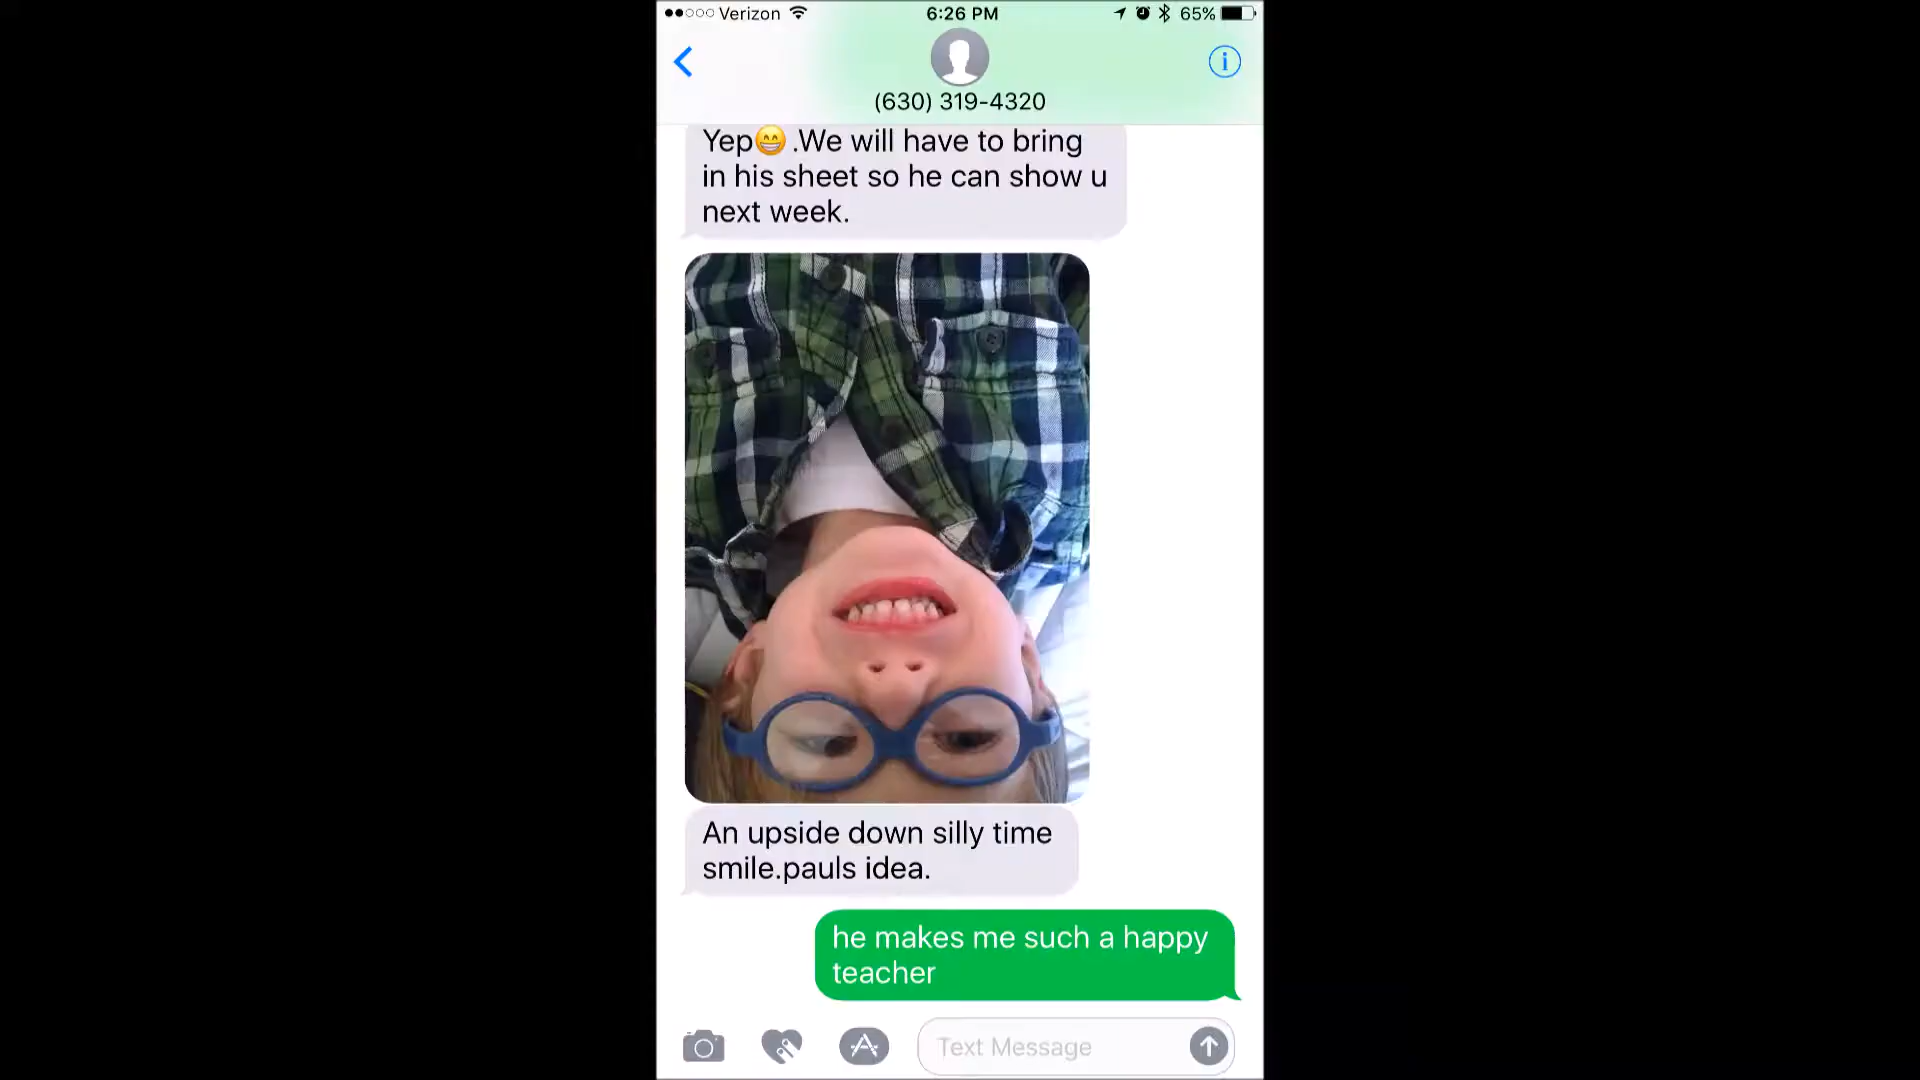 Verizon 6:26 PM 65%
(630) 319-4320
Yep😁.We will have to bring
in his sheet so he can show u
next week.
An upside down silly time
smile.pauls idea.
he makes me such a happy
teacher
Text Message